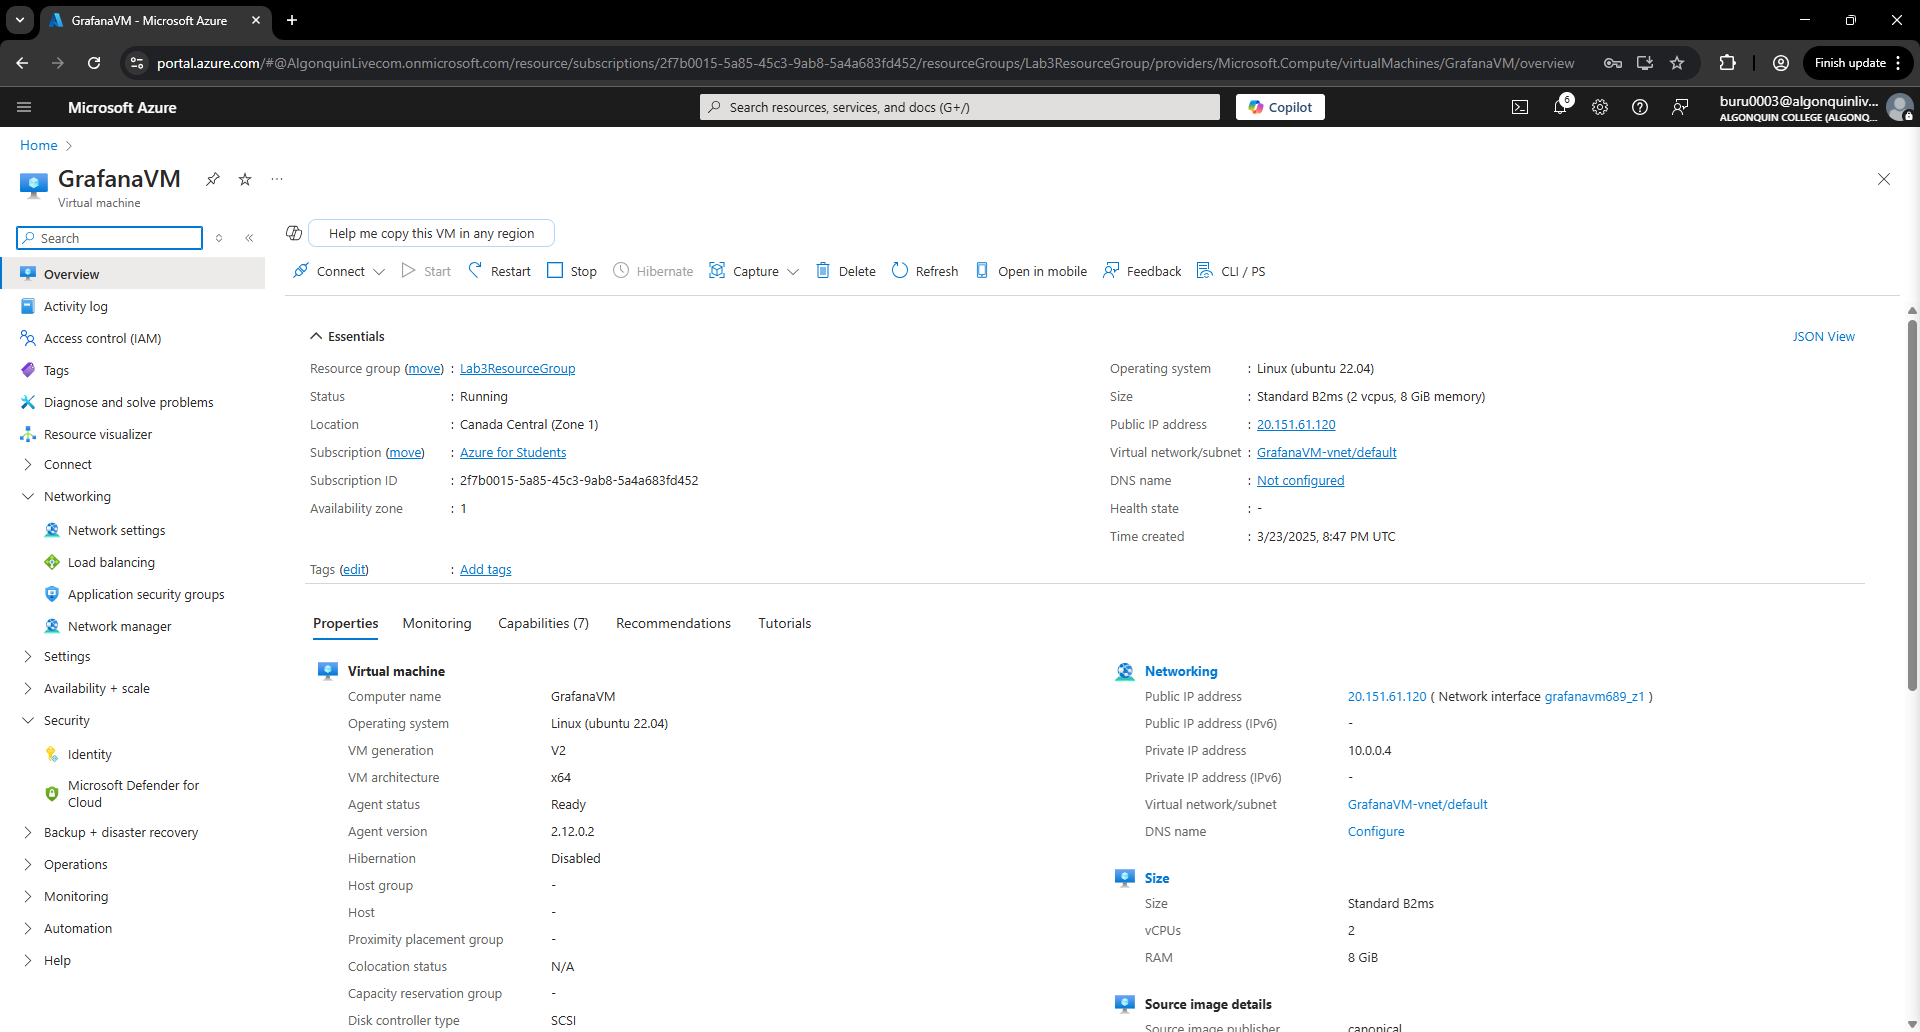 GrafanaVM - Microsoft Azure
portal.azure.com/#@AlgonquinLivecom.onmicrosoft.com/resource/subscriptions/2f7b0015-5a85-45c3-9ab8-5a4a683fd452/resourceGroups/Lab3ResourceGroup/providers/Microsoft.Compute/virtualMachines/GrafanaVM/overview
Finish update
Microsoft Azure
Search resources, services, and docs (G+/)
Copilot
6
buru0003@algonquinliv...
ALGONQUIN COLLEGE (ALGONQ...
Home
GrafanaVM
Virtual machine
Search
Help me copy this VM in any region
Connect
Start
Restart
Stop
Hibernate
Capture
Delete
Refresh
Open in mobile
Feedback
CLI / PS
Overview
Activity log
Access control (IAM)
Tags
Diagnose and solve problems
Resource visualizer
Connect
Networking
Network settings
Load balancing
Application security groups
Network manager
Settings
Availability + scale
Security
Identity
Microsoft Defender for
Cloud
Backup + disaster recovery
Operations
Monitoring
Automation
Help
Essentials
JSON View
Resource group (move) : Lab3ResourceGroup
Status : Running
Location : Canada Central (Zone 1)
Subscription (move) : Azure for Students
Subscription ID : 2f7b0015-5a85-45c3-9ab8-5a4a683fd452
Availability zone : 1
Operating system : Linux (ubuntu 22.04)
Size : Standard B2ms (2 vcpus, 8 GiB memory)
Public IP address : 20.151.61.120
Virtual network/subnet : GrafanaVM-vnet/default
DNS name : Not configured
Health state : -
Time created : 3/23/2025, 8:47 PM UTC
Tags (edit) : Add tags
Properties
Monitoring
Capabilities (7)
Recommendations
Tutorials
Virtual machine
Computer name GrafanaVM
Operating system Linux (ubuntu 22.04)
VM generation V2
VM architecture x64
Agent status Ready
Agent version 2.12.0.2
Hibernation Disabled
Host group -
Host -
Proximity placement group -
Colocation status N/A
Capacity reservation group -
Disk controller type SCSI
Networking
Public IP address 20.151.61.120 ( Network interface grafanavm689_z1 )
Public IP address (IPv6) -
Private IP address 10.0.0.4
Private IP address (IPv6) -
Virtual network/subnet GrafanaVM-vnet/default
DNS name Configure
Size
Size Standard B2ms
vCPUs 2
RAM 8 GiB
Source image details
Source image publisher canonical